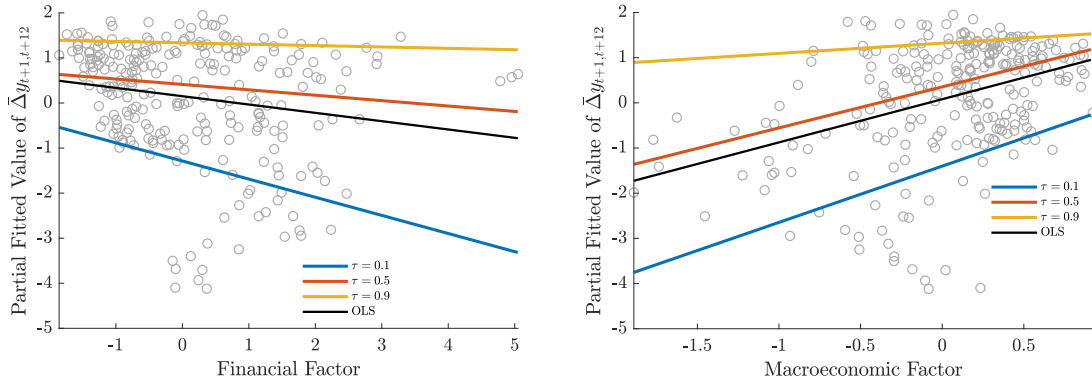 Partial Fitted Value of Δ̄y_{t+1,t+12}
2
1
0
-1
-2
-3
-4
-5
-1 0 1 2 3 4 5
Financial Factor
τ = 0.1
τ = 0.5
τ = 0.9
OLS
Partial Fitted Value of Δ̄y_{t+1,t+12}
2
1
0
-1
-2
-3
-4
-5
-1.5 -1 -0.5 0 0.5
Macroeconomic Factor
τ = 0.1
τ = 0.5
τ = 0.9
OLS